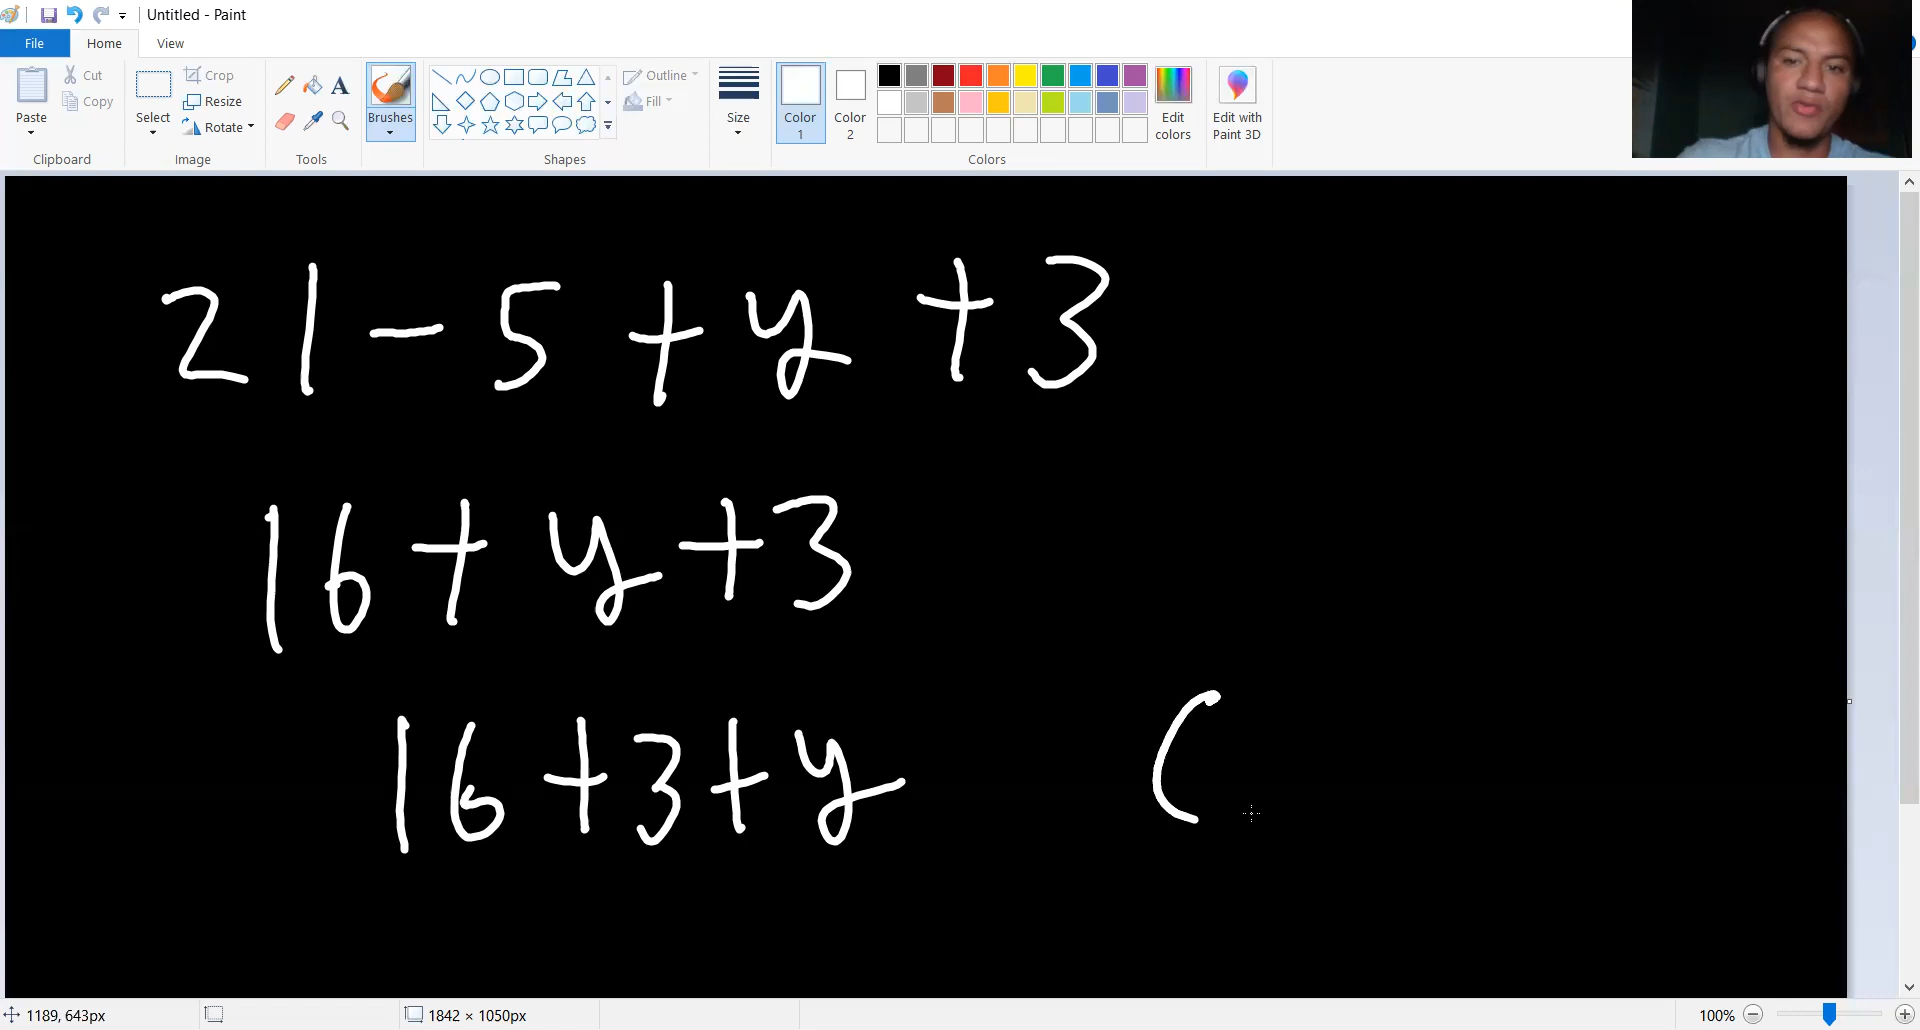 Untitled - Paint
File Home View
Paste Cut Copy Clipboard
Select Crop Resize Rotate Image
Tools
Brushes
Outline Fill Shapes
Size
Color 1 Color 2 Edit colors Colors
Edit with Paint 3D
21 - 5 + y + 3
16 + y + 3
16 + 3 + y (
1189, 643px 1842 × 1050px 100%